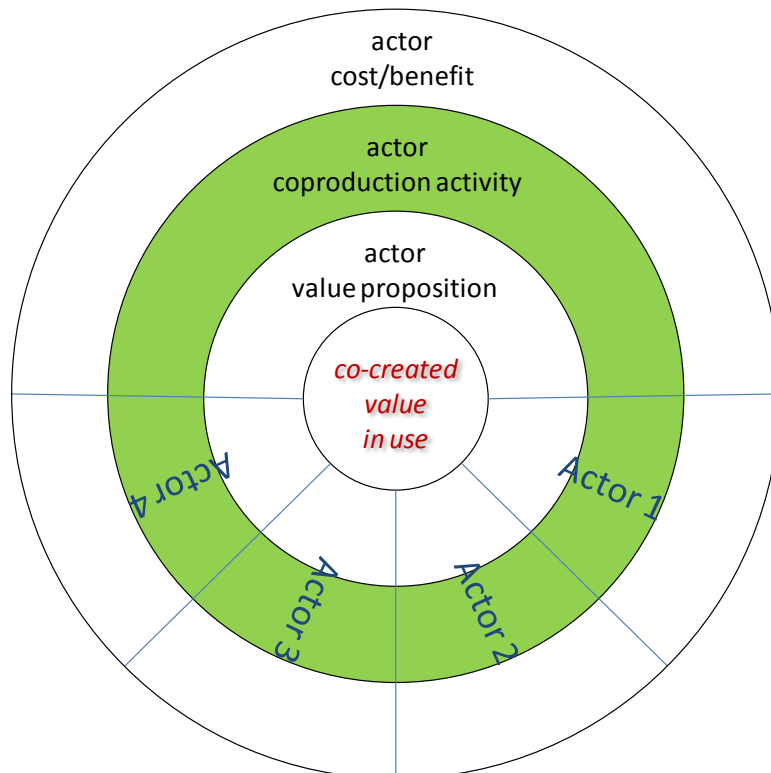 actor
cost/benefit
actor
coproduction activity
actor
value proposition
co-created
value
in use
Actor 1
Actor 2
Actor 3
Actor 4